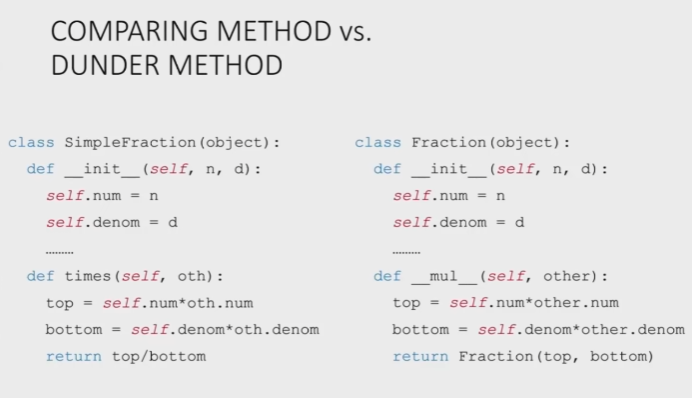 COMPARING METHOD vs.
DUNDER METHOD
class SimpleFraction(object):
def __init__(self, n, d):
self.num = n
self.denom = d
.........
def times(self, oth):
top = self.num*oth.num
bottom = self.denom*oth.denom
return top/bottom
class Fraction(object):
def __init__(self, n, d):
self.num = n
self.denom = d
.........
def __mul__(self, other):
top = self.num*other.num
bottom = self.denom*other.denom
return Fraction(top, bottom)